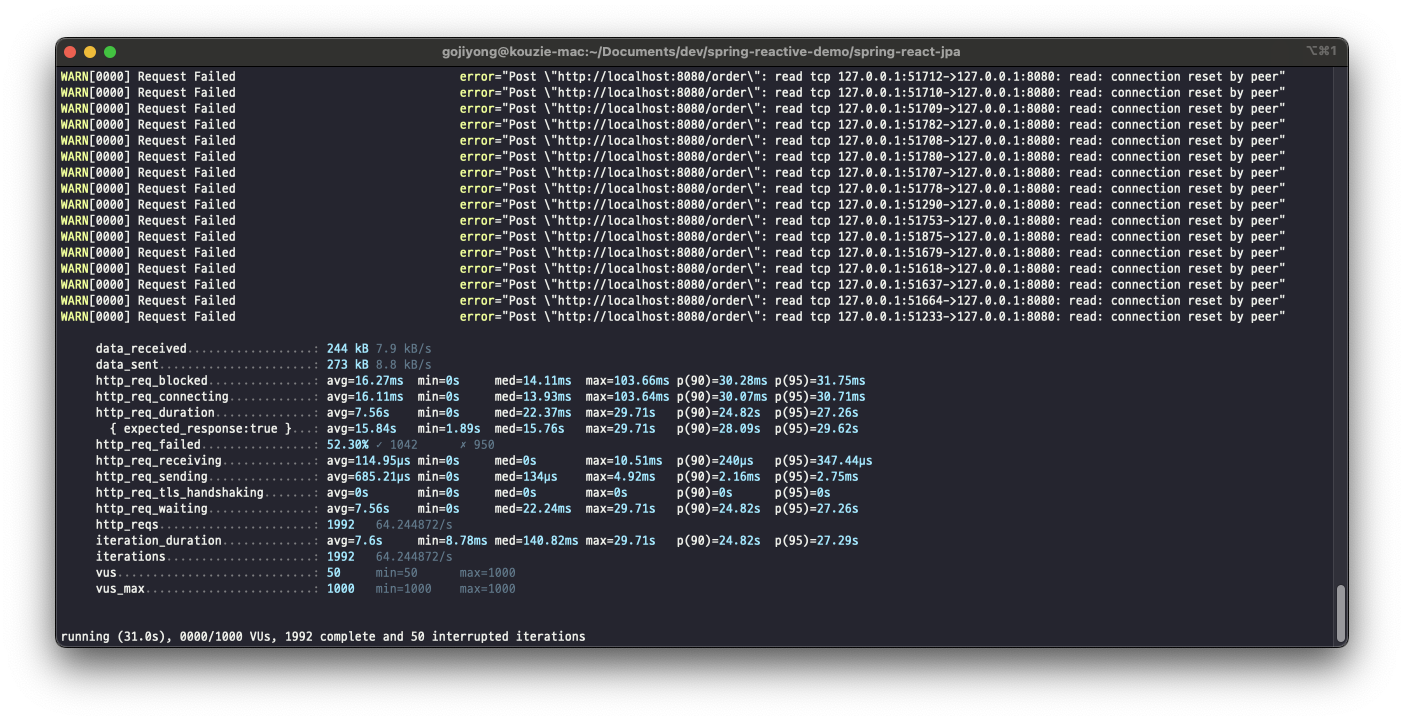 gojiyong@kouzie-mac:~/Documents/dev/spring-reactive-demo/spring-react-jpa ⌥⌘1
WARN[0000] Request Failed error="Post \"http://localhost:8080/order\": read tcp 127.0.0.1:51712->127.0.0.1:8080: read: connection reset by peer"
WARN[0000] Request Failed error="Post \"http://localhost:8080/order\": read tcp 127.0.0.1:51710->127.0.0.1:8080: read: connection reset by peer"
WARN[0000] Request Failed error="Post \"http://localhost:8080/order\": read tcp 127.0.0.1:51709->127.0.0.1:8080: read: connection reset by peer"
WARN[0000] Request Failed error="Post \"http://localhost:8080/order\": read tcp 127.0.0.1:51782->127.0.0.1:8080: read: connection reset by peer"
WARN[0000] Request Failed error="Post \"http://localhost:8080/order\": read tcp 127.0.0.1:51708->127.0.0.1:8080: read: connection reset by peer"
WARN[0000] Request Failed error="Post \"http://localhost:8080/order\": read tcp 127.0.0.1:51780->127.0.0.1:8080: read: connection reset by peer"
WARN[0000] Request Failed error="Post \"http://localhost:8080/order\": read tcp 127.0.0.1:51707->127.0.0.1:8080: read: connection reset by peer"
WARN[0000] Request Failed error="Post \"http://localhost:8080/order\": read tcp 127.0.0.1:51778->127.0.0.1:8080: read: connection reset by peer"
WARN[0000] Request Failed error="Post \"http://localhost:8080/order\": read tcp 127.0.0.1:51290->127.0.0.1:8080: read: connection reset by peer"
WARN[0000] Request Failed error="Post \"http://localhost:8080/order\": read tcp 127.0.0.1:51753->127.0.0.1:8080: read: connection reset by peer"
WARN[0000] Request Failed error="Post \"http://localhost:8080/order\": read tcp 127.0.0.1:51875->127.0.0.1:8080: read: connection reset by peer"
WARN[0000] Request Failed error="Post \"http://localhost:8080/order\": read tcp 127.0.0.1:51679->127.0.0.1:8080: read: connection reset by peer"
WARN[0000] Request Failed error="Post \"http://localhost:8080/order\": read tcp 127.0.0.1:51618->127.0.0.1:8080: read: connection reset by peer"
WARN[0000] Request Failed error="Post \"http://localhost:8080/order\": read tcp 127.0.0.1:51637->127.0.0.1:8080: read: connection reset by peer"
WARN[0000] Request Failed error="Post \"http://localhost:8080/order\": read tcp 127.0.0.1:51664->127.0.0.1:8080: read: connection reset by peer"
WARN[0000] Request Failed error="Post \"http://localhost:8080/order\": read tcp 127.0.0.1:51233->127.0.0.1:8080: read: connection reset by peer"
data_received..................: 244 kB 7.9 kB/s
data_sent......................: 273 kB 8.8 kB/s
http_req_blocked...............: avg=16.27ms min=0s med=14.11ms max=103.66ms p(90)=30.28ms p(95)=31.75ms
http_req_connecting............: avg=16.11ms min=0s med=13.93ms max=103.64ms p(90)=30.07ms p(95)=30.71ms
http_req_duration..............: avg=7.56s min=0s med=22.37ms max=29.71s p(90)=24.82s p(95)=27.26s
{ expected_response:true }...: avg=15.84s min=1.89s med=15.76s max=29.71s p(90)=28.09s p(95)=29.62s
http_req_failed................: 52.30% ✓ 1042 ✗ 950
http_req_receiving.............: avg=114.95µs min=0s med=0s max=10.51ms p(90)=240µs p(95)=347.44µs
http_req_sending...............: avg=685.21µs min=0s med=134µs max=4.92ms p(90)=2.16ms p(95)=2.75ms
http_req_tls_handshaking.......: avg=0s min=0s med=0s max=0s p(90)=0s p(95)=0s
http_req_waiting...............: avg=7.56s min=0s med=22.24ms max=29.71s p(90)=24.82s p(95)=27.26s
http_reqs......................: 1992 64.244872/s
iteration_duration.............: avg=7.6s min=8.78ms med=140.82ms max=29.71s p(90)=24.82s p(95)=27.29s
iterations.....................: 1992 64.244872/s
vus............................: 50 min=50 max=1000
vus_max........................: 1000 min=1000 max=1000
running (31.0s), 0000/1000 VUs, 1992 complete and 50 interrupted iterations